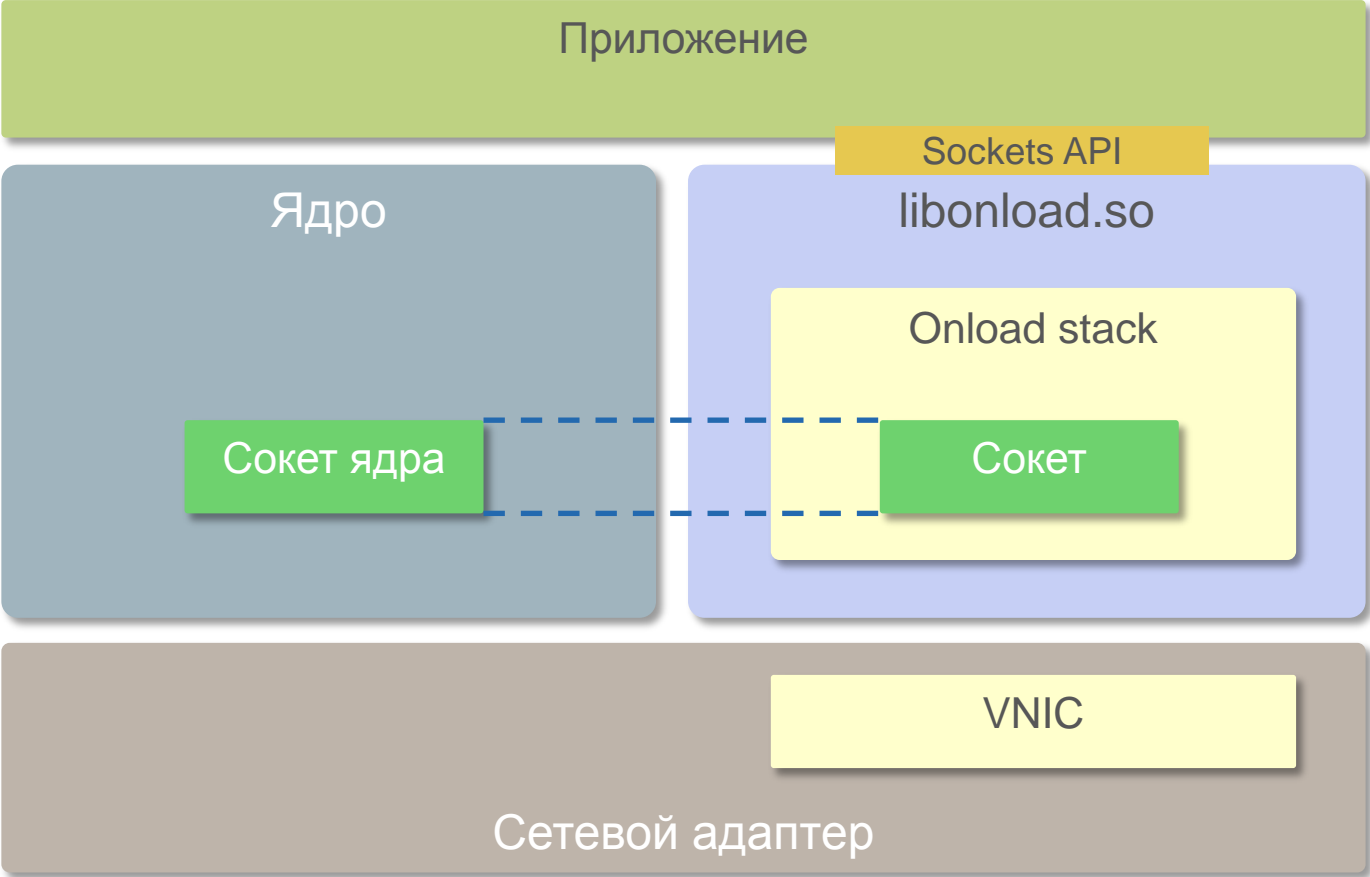 Приложение
Sockets API
Ядро
libonload.so
Onload stack
Сокет ядра
Сокет
VNIC
Сетевой адаптер